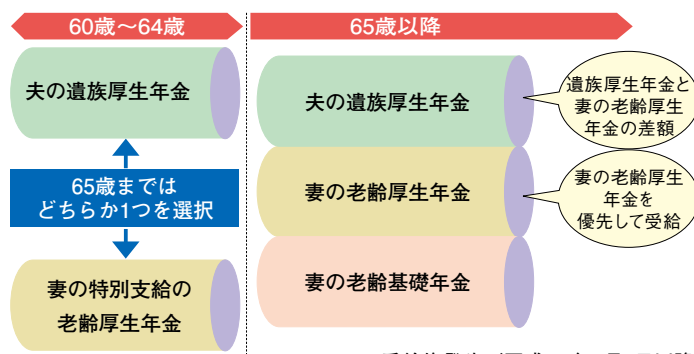 60歳～64歳
65歳以降
夫の遺族厚生年金
65歳までは
どちらか1つを選択
妻の特別支給の
老齢厚生年金
夫の遺族厚生年金
遺族厚生年金と
妻の老齢厚生
年金の差額
妻の老齢厚生年金
妻の老齢厚生
年金を
優先して受給
妻の老齢基礎年金